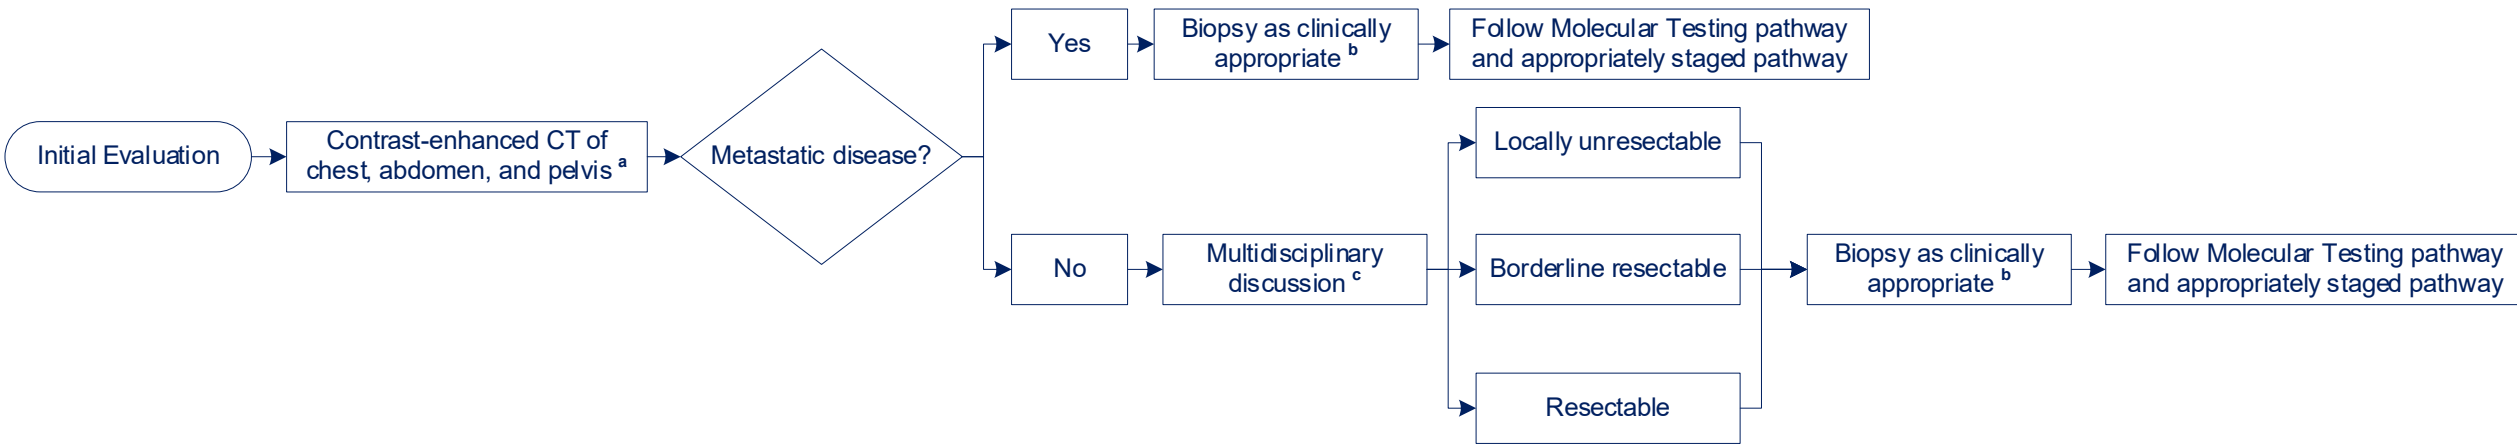 Initial Evaluation
Contrast-enhanced CT of
chest, abdomen, and pelvis a
Metastatic disease?
Yes
Biopsy as clinically
appropriate b
Follow Molecular Testing pathway
and appropriately staged pathway
No
Multidisciplinary
discussion c
Locally unresectable
Borderline resectable
Resectable
Biopsy as clinically
appropriate b
Follow Molecular Testing pathway
and appropriately staged pathway